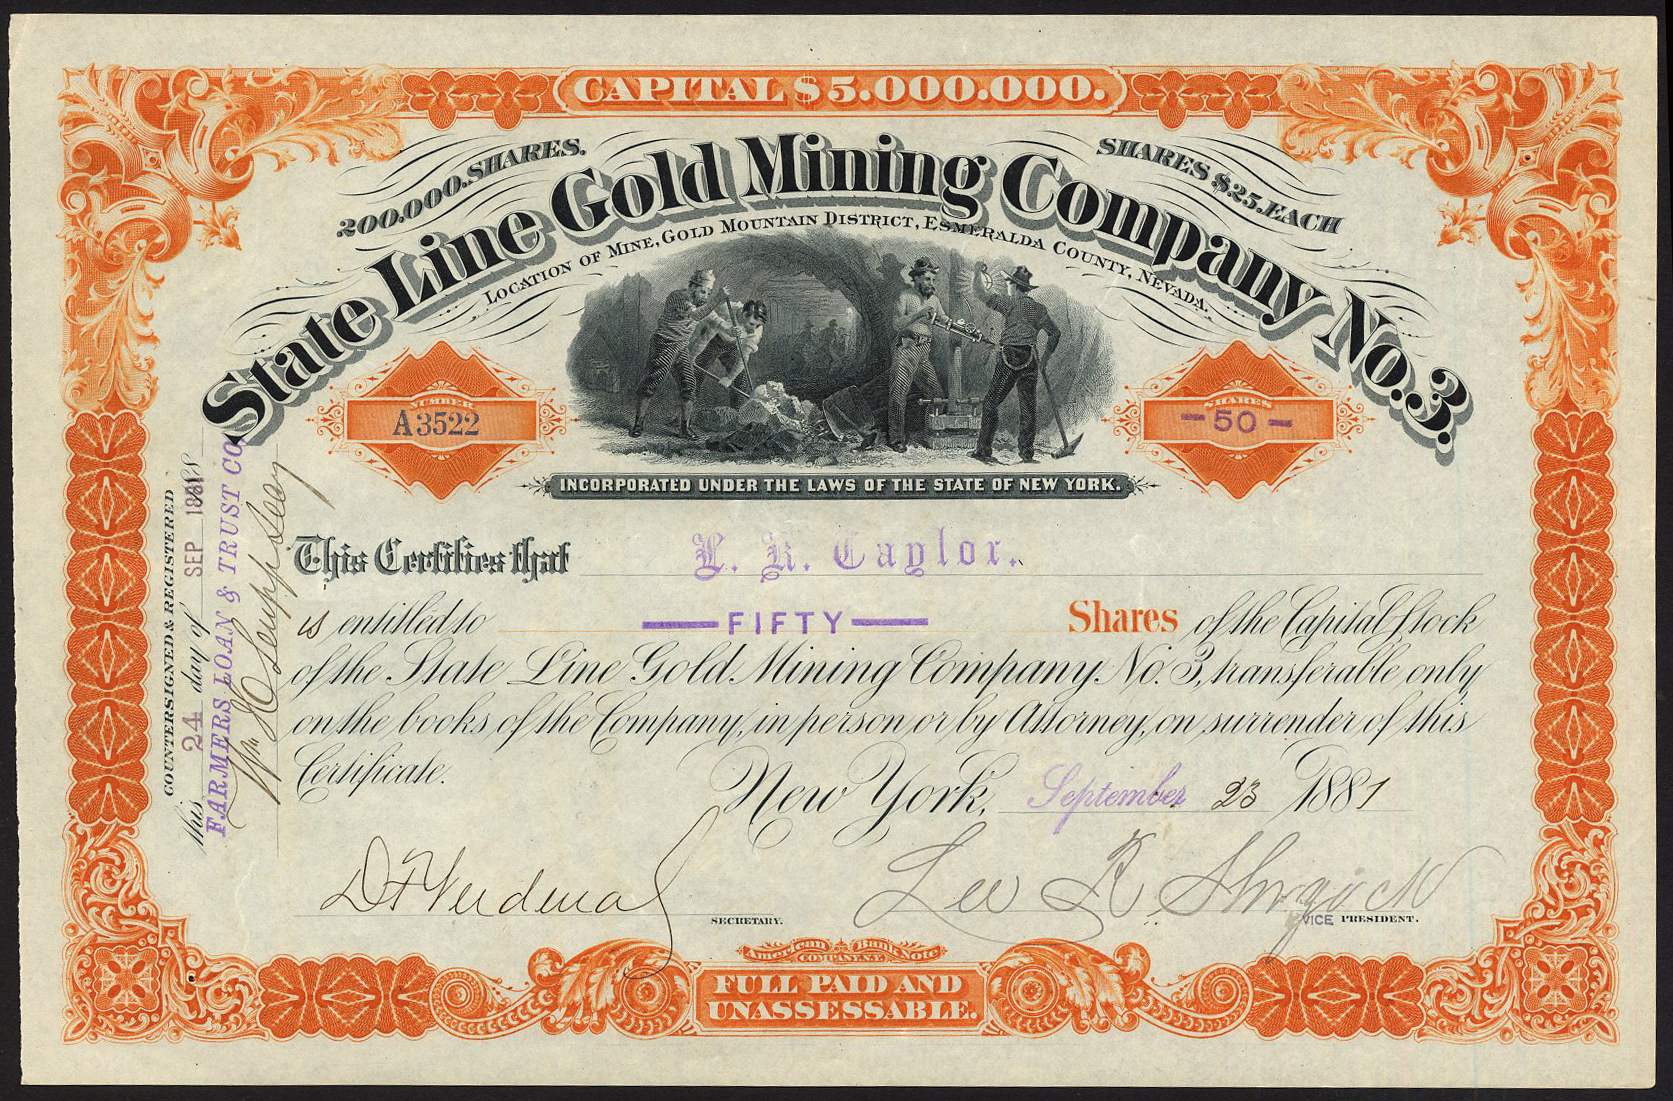 CAPITAL $5.000.000.
200.000.SHARES.
SHARES $25.EACH
State Line Gold Mining Company No. 3.
LOCATION OF MINE, GOLD MOUNTAIN DISTRICT, ESMERALDA COUNTY, NEVADA.
NUMBER
A3522
SHARES
50
INCORPORATED UNDER THE LAWS OF THE STATE OF NEW YORK.
This Certifies that L. R. Taylor.
is entitled to FIFTY Shares of the Capital Stock
of the State Line Gold Mining Company No. 3, transferable only
on the books of the Company, in person or by Attorney, on surrender of this
Certificate.
New York, September 23 1881
SECRETARY.
Lee R Shryock
VICE PRESIDENT.
COUNTERSIGNED & REGISTERED
this 24 day of SEP 1881
FARMERS LOAN & TRUST CO.
American Bank Note
COMPANY N.Y.
FULL PAID AND
UNASSESSABLE.